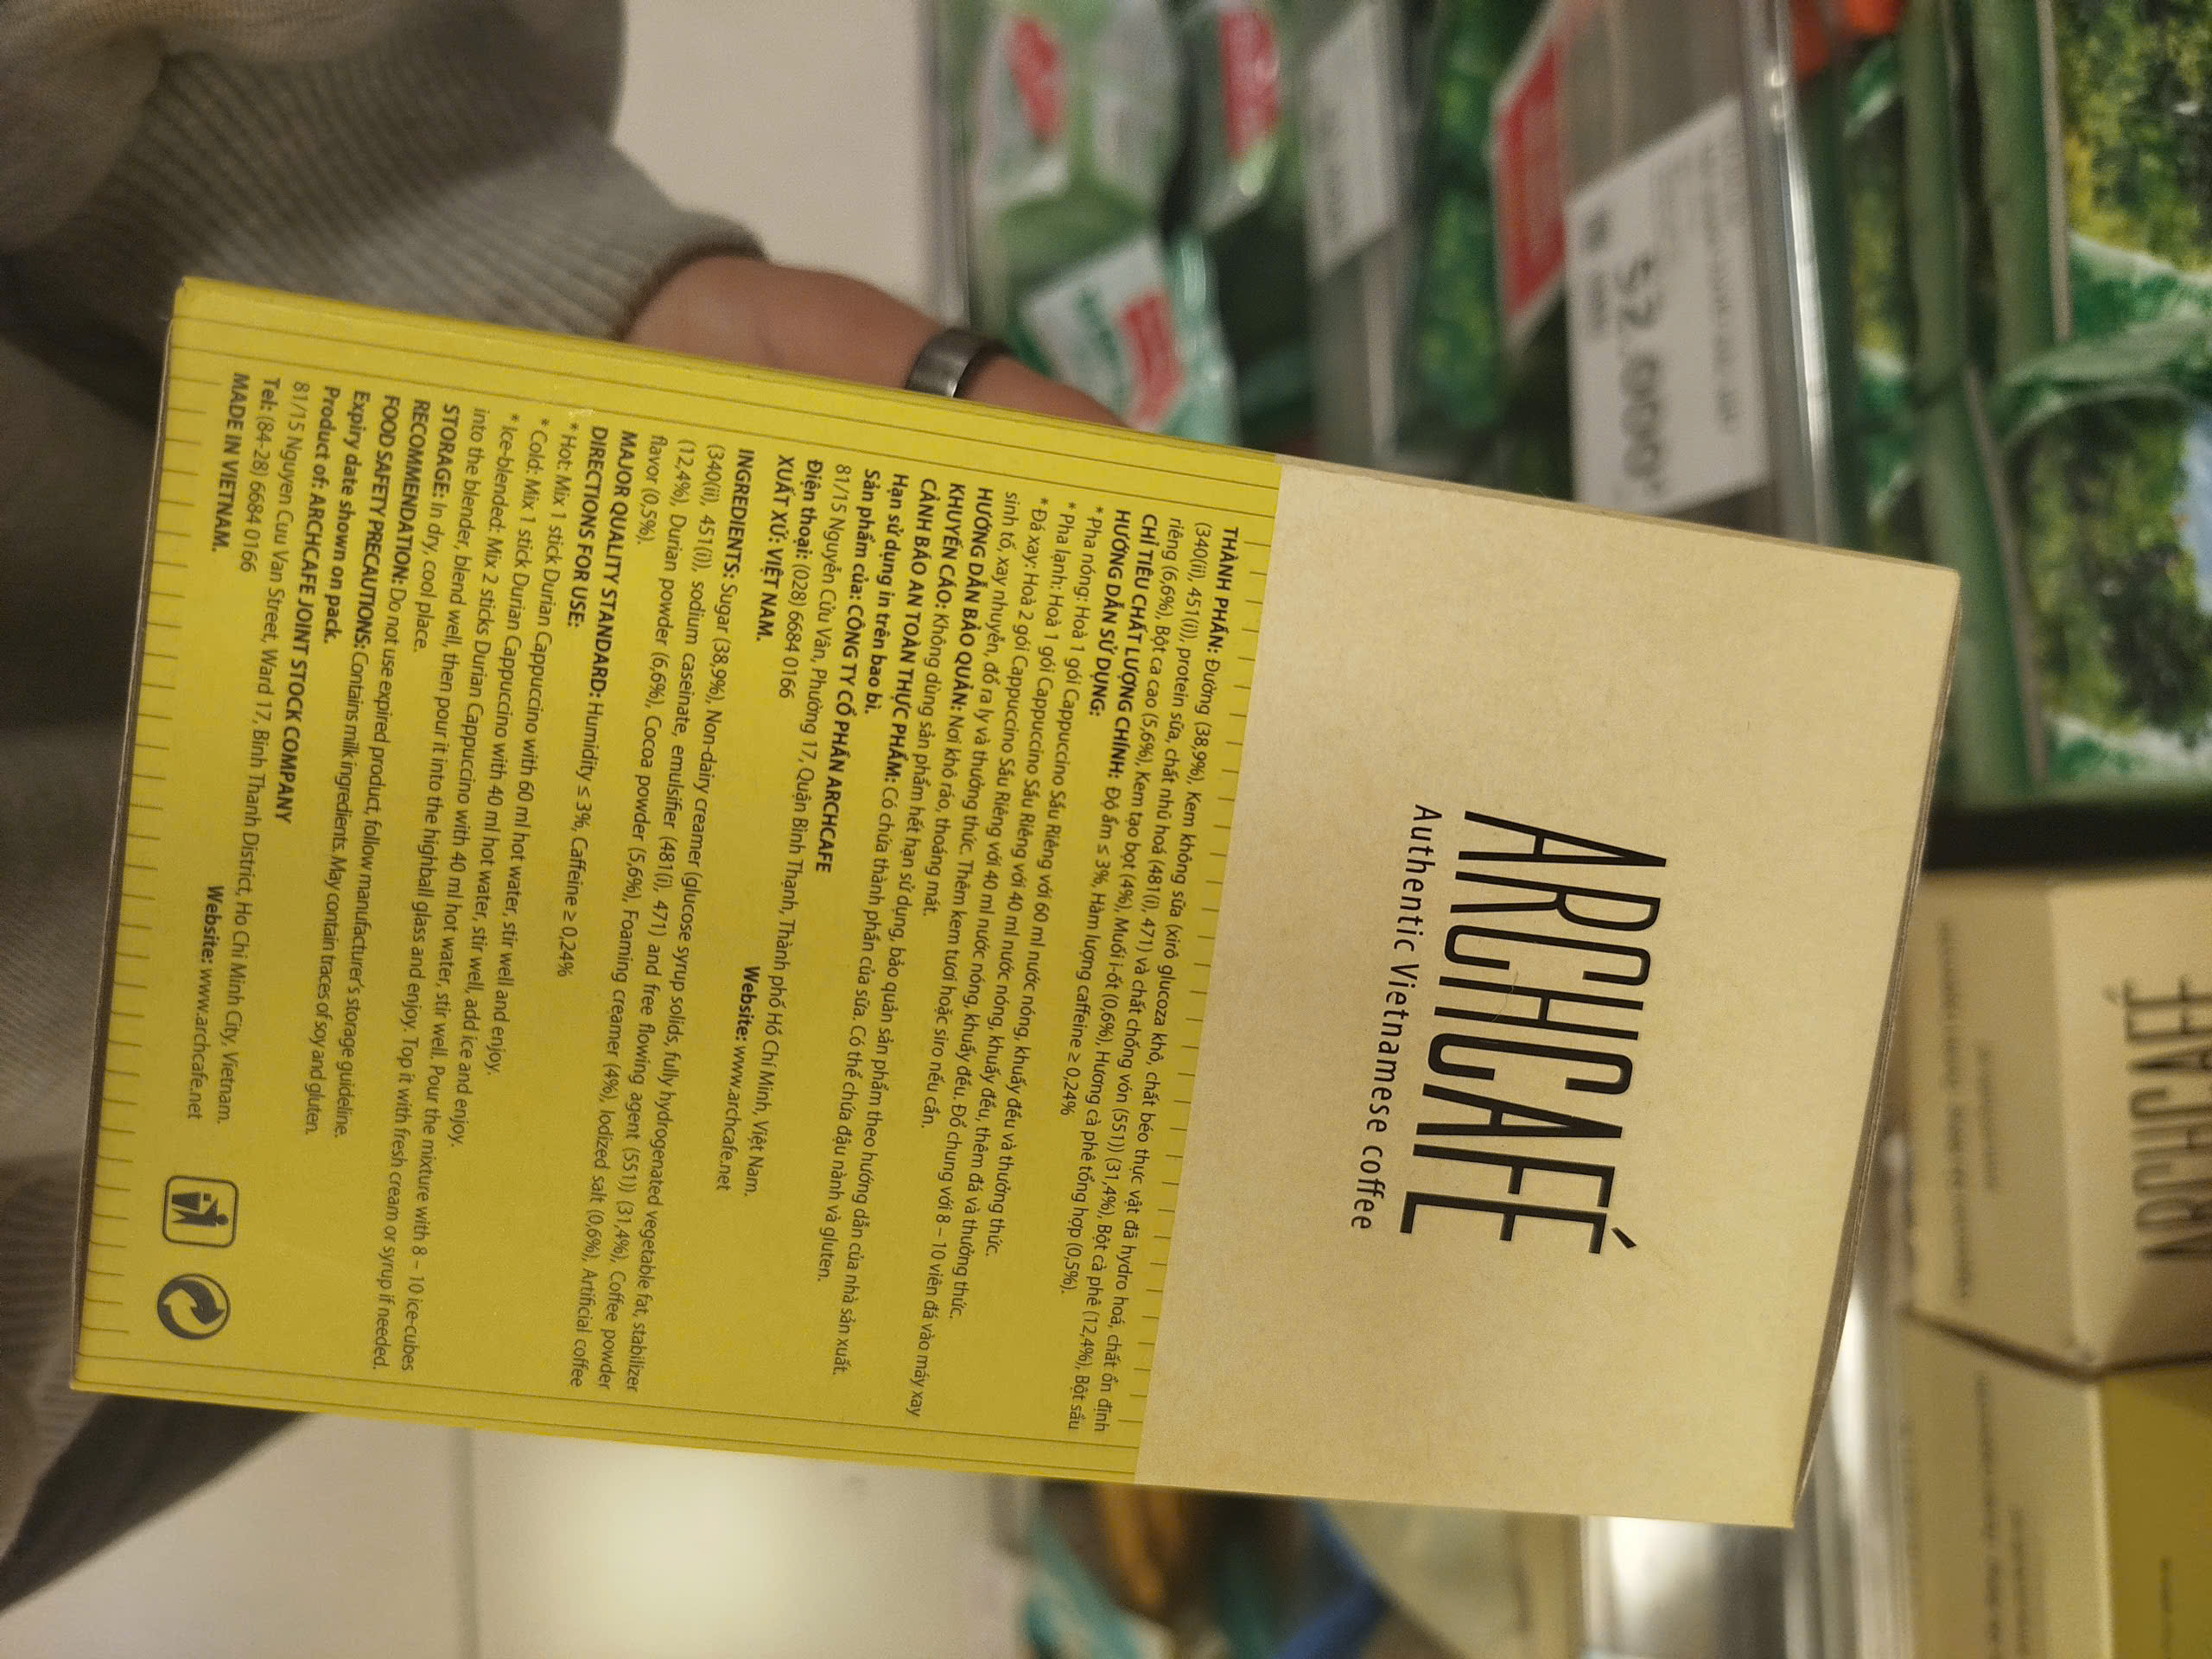 ARCHCAFÉ
Authentic Vietnamese coffee
THÀNH PHẦN: Đường (38,9%), Kem không sữa (xirô glucoza khô, chất béo thực vật đã hydro hoá, chất ổn định
(340(ii), 451(i)), protein sữa, chất nhũ hoá (481(i), 471) và chất chống vón (551)) (31,4%), Bột cà phê (12,4%), Bột sầu
riêng (6,6%), Bột ca cao (5,6%), Kem tạo bọt (4%), Muối i-ốt (0,6%), Hương cà phê tổng hợp (0,5%).
CHỈ TIÊU CHẤT LƯỢNG CHÍNH: Độ ẩm ≤ 3%, Hàm lượng caffeine ≥ 0,24%
HƯỚNG DẪN SỬ DỤNG:
* Pha nóng: Hoà 1 gói Cappuccino Sầu Riêng với 60 ml nước nóng, khuấy đều và thưởng thức.
* Pha lạnh: Hoà 1 gói Cappuccino Sầu Riêng với 40 ml nước nóng, khuấy đều, thêm đá và thưởng thức.
* Đá xay: Hoà 2 gói Cappuccino Sầu Riêng với 40 ml nước nóng, khuấy đều. Đổ chung với 8 – 10 viên đá vào máy xay
sinh tố, xay nhuyễn, đổ ra ly và thưởng thức. Thêm kem tươi hoặc siro nếu cần.
HƯỚNG DẪN BẢO QUẢN: Nơi khô ráo, thoáng mát.
KHUYẾN CÁO: Không dùng sản phẩm hết hạn sử dụng, bảo quản sản phẩm theo hướng dẫn của nhà sản xuất.
CẢNH BÁO AN TOÀN THỰC PHẨM: Có chứa thành phần của sữa. Có thể chứa đậu nành và gluten.
Hạn sử dụng in trên bao bì.
Sản phẩm của: CÔNG TY CỔ PHẦN ARCHCAFE
81/15 Nguyễn Cửu Vân, Phường 17, Quận Bình Thạnh, Thành phố Hồ Chí Minh, Việt Nam.
Điện thoại: (028) 6684 0166 Website: www.archcafe.net
XUẤT XỨ: VIỆT NAM.
INGREDIENTS: Sugar (38,9%), Non-dairy creamer (glucose syrup solids, fully hydrogenated vegetable fat, stabilizer
(340(ii), 451(i)), sodium caseinate, emulsifier (481(i), 471) and free flowing agent (551)) (31,4%), Coffee powder
(12,4%), Durian powder (6,6%), Cocoa powder (5,6%), Foaming creamer (4%), Iodized salt (0,6%), Artificial coffee
flavor (0,5%).
MAJOR QUALITY STANDARD: Humidity ≤ 3%, Caffeine ≥ 0,24%
DIRECTIONS FOR USE:
* Hot: Mix 1 stick Durian Cappuccino with 60 ml hot water, stir well and enjoy.
* Cold: Mix 1 stick Durian Cappuccino with 40 ml hot water, stir well, add ice and enjoy.
* Ice-blended: Mix 2 sticks Durian Cappuccino with 40 ml hot water, stir well. Pour the mixture with 8 – 10 ice-cubes
into the blender, blend well, then pour it into the highball glass and enjoy. Top it with fresh cream or syrup if needed.
STORAGE: In dry, cool place.
RECOMMENDATION: Do not use expired product, follow manufacturer's storage guideline.
FOOD SAFETY PRECAUTIONS: Contains milk ingredients. May contain traces of soy and gluten.
Expiry date shown on pack.
Product of: ARCHCAFE JOINT STOCK COMPANY
81/15 Nguyen Cuu Van Street, Ward 17, Binh Thanh District, Ho Chi Minh City, Vietnam.
Tel: (84-28) 6684 0166 Website: www.archcafe.net
MADE IN VIETNAM.
52.000
ARCHCAFÉ